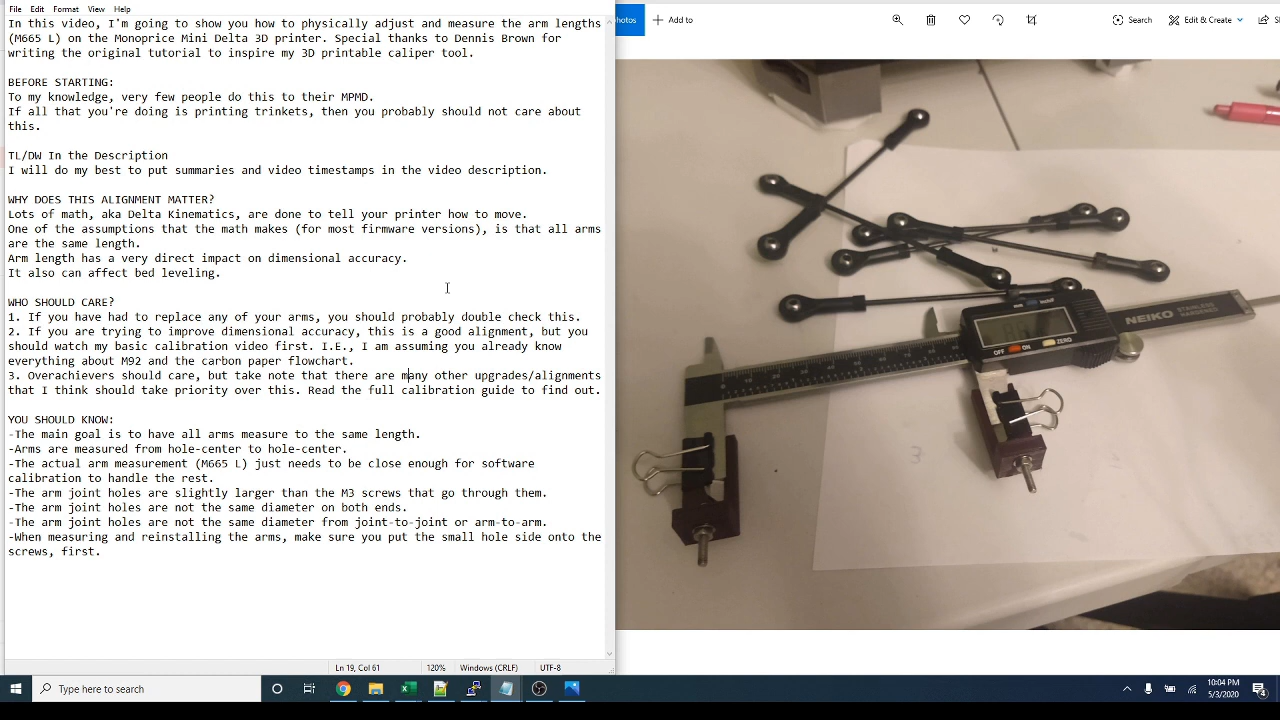 File Edit Format View Help
In this video, I'm going to show you how to physically adjust and measure the arm lengths
(M665 L) on the Monoprice Mini Delta 3D printer. Special thanks to Dennis Brown for
writing the original tutorial to inspire my 3D printable caliper tool.
BEFORE STARTING:
To my knowledge, very few people do this to their MPMD.
If all that you're doing is printing trinkets, then you probably should not care about
this.
TL/DW In the Description
I will do my best to put summaries and video timestamps in the video description.
WHY DOES THIS ALIGNMENT MATTER?
Lots of math, aka Delta Kinematics, are done to tell your printer how to move.
One of the assumptions that the math makes (for most firmware versions), is that all arms
are the same length.
Arm length has a very direct impact on dimensional accuracy.
It also can affect bed leveling.
WHO SHOULD CARE?
1. If you have had to replace any of your arms, you should probably double check this.
2. If you are trying to improve dimensional accuracy, this is a good alignment, but you
should watch my basic calibration video first. I.E., I am assuming you already know
everything about M92 and the carbon paper flowchart.
3. Overachievers should care, but take note that there are many other upgrades/alignments
that I think should take priority over this. Read the full calibration guide to find out.
YOU SHOULD KNOW:
-The main goal is to have all arms measure to the same length.
-Arms are measured from hole-center to hole-center.
-The actual arm measurement (M665 L) just needs to be close enough for software
calibration to handle the rest.
-The arm joint holes are slightly larger than the M3 screws that go through them.
-The arm joint holes are not the same diameter on both ends.
-The arm joint holes are not the same diameter from joint-to-joint or arm-to-arm.
-When measuring and reinstalling the arms, make sure you put the small hole side onto the
screws, first.
Ln 19, Col 61 120% Windows (CRLF) UTF-8
hotos Add to Search Edit & Create S
NEIKO STAINLESS
HARDENED
OFF ON ZERO
3
Type here to search
10:04 PM
5/3/2020
4